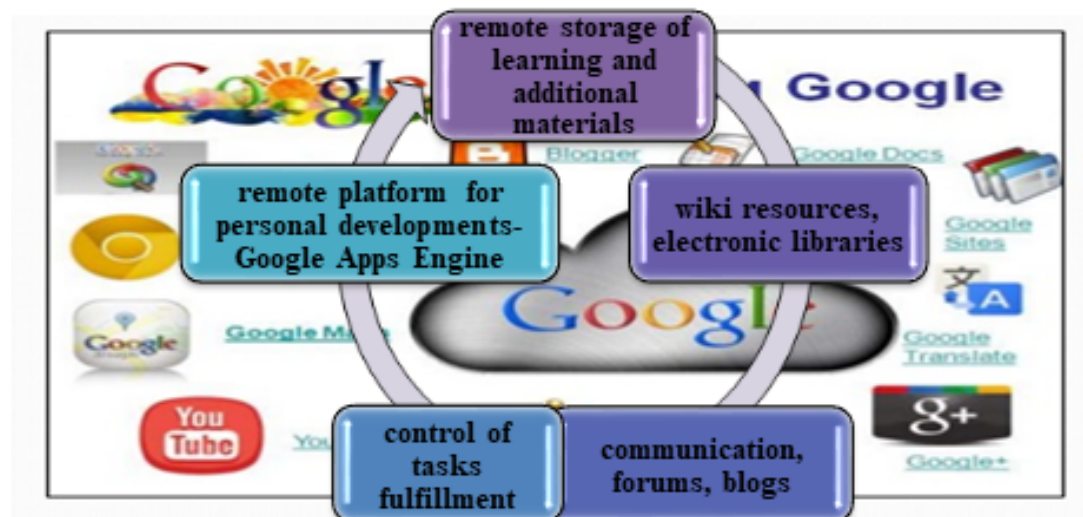 remote storage of
learning and
additional
materials
Google
Google
Blogger
Google Docs
remote platform for
personal developments-
Google Apps Engine
wiki resources,
electronic libraries
Google
Sites
文
A
Google
Google
Google
Translate
You
Tube
g+
Google+
control of
tasks
fulfillment
communication,
forums, blogs